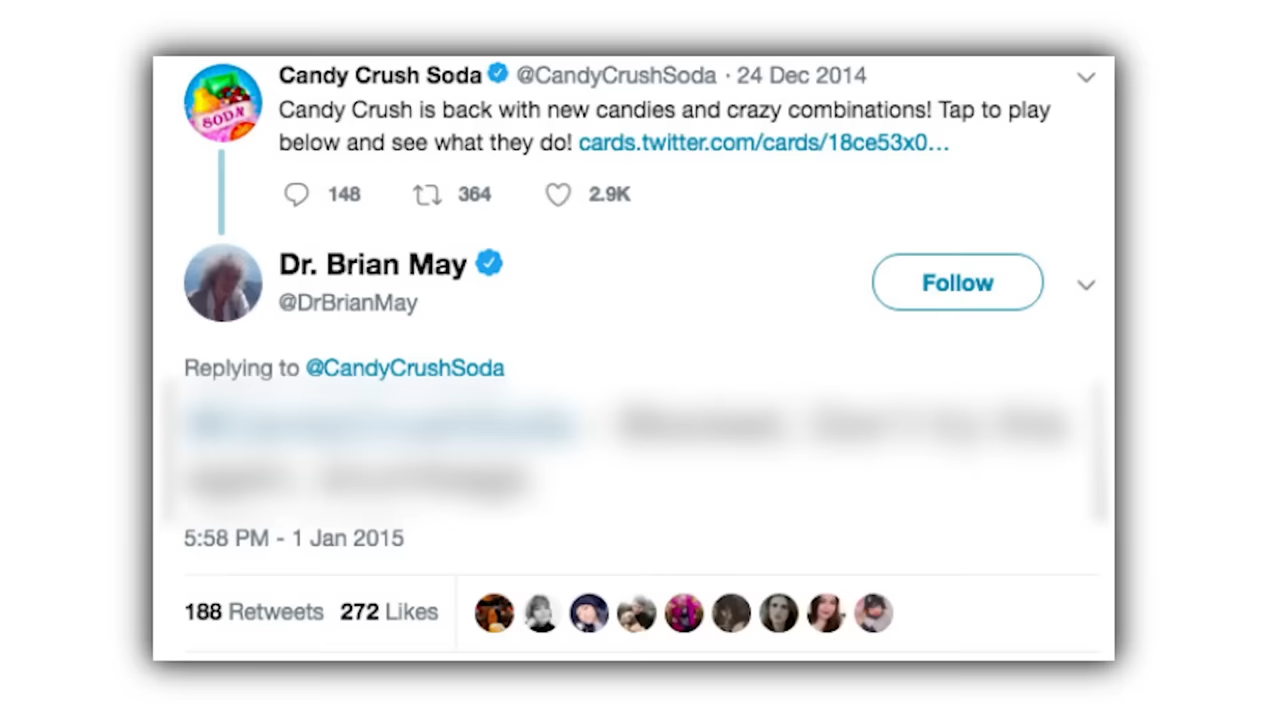 Candy Crush Soda @CandyCrushSoda · 24 Dec 2014
Candy Crush is back with new candies and crazy combinations! Tap to play
below and see what they do! cards.twitter.com/cards/18ce53x0...
148 364 2.9K
Dr. Brian May
Follow
@DrBrianMay
Replying to @CandyCrushSoda
5:58 PM - 1 Jan 2015
188 Retweets 272 Likes
SODA